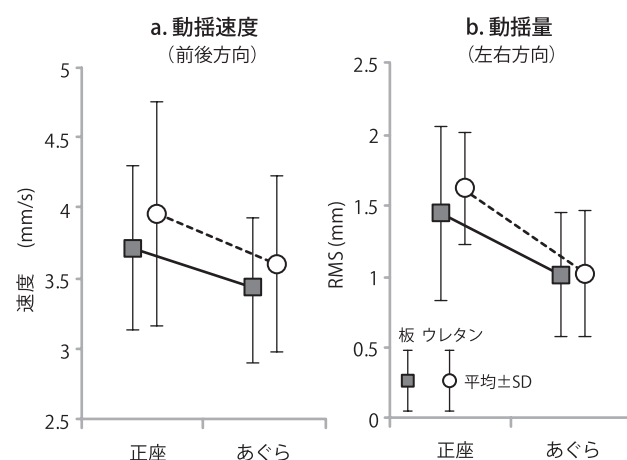 a. 動揺速度
（前後方向）
速度 (mm/s)
5
4.5
4
3.5
3
2.5
正座 あぐら
b. 動揺量
（左右方向）
RMS (mm)
2.5
2
1.5
1
0.5
0
板 ウレタン
平均±SD
正座 あぐら